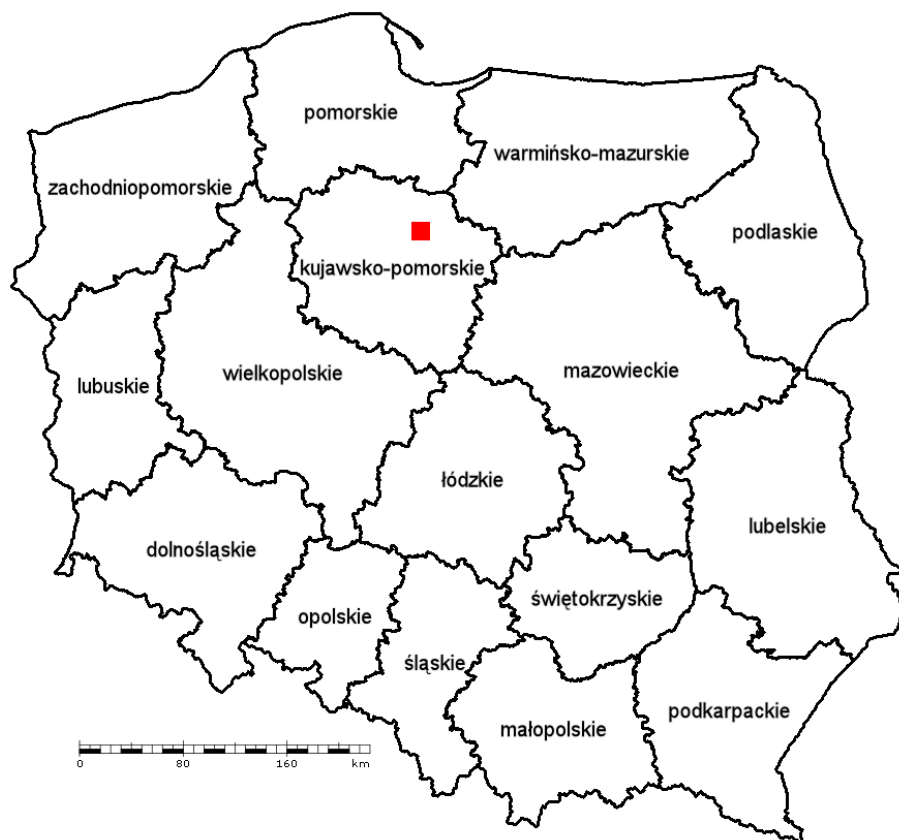 pomorskie
warmińsko-mazurskie
zachodniopomorskie
podlaskie
kujawsko-pomorskie
lubuskie
wielkopolskie
mazowieckie
łódzkie
lubelskie
dolnośląskie
świętokrzyskie
opolskie
śląskie
podkarpackie
małopolskie
0 80 160 km